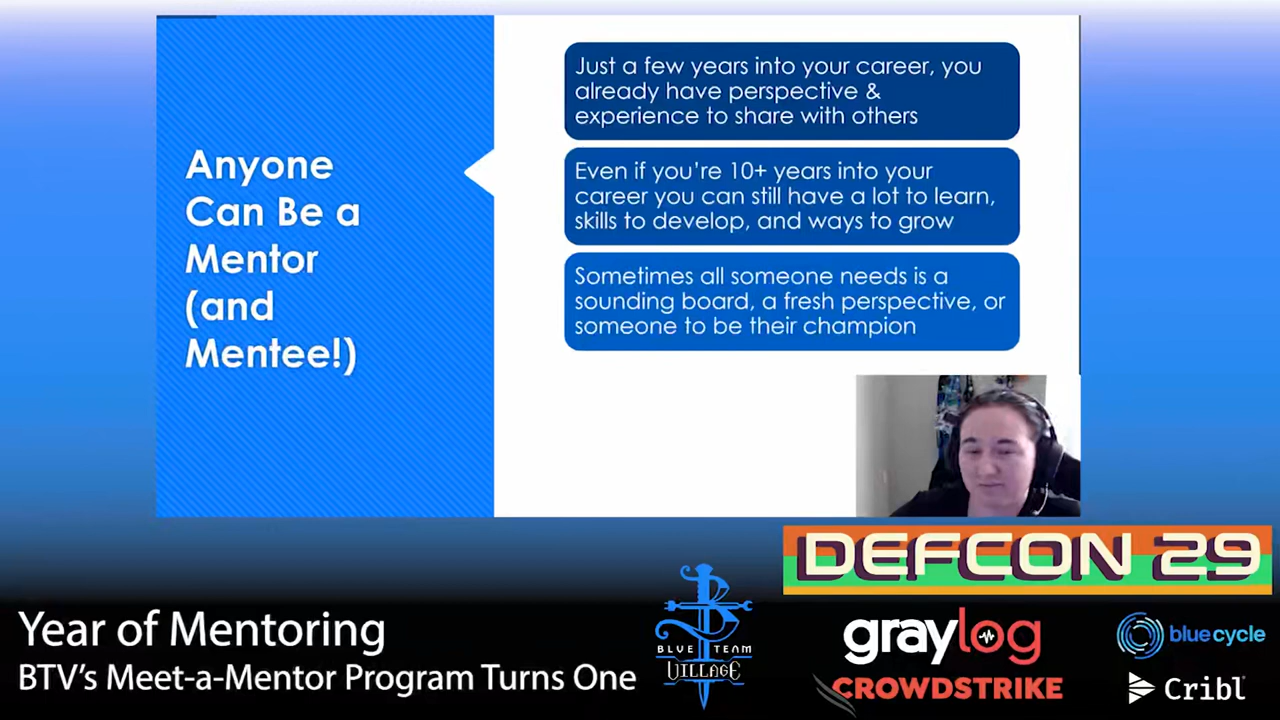 Anyone
Can Be a
Mentor
(and
Mentee!)
Just a few years into your career, you
already have perspective &
experience to share with others
Even if you're 10+ years into your
career you can still have a lot to learn,
skills to develop, and ways to grow
Sometimes all someone needs is a
sounding board, a fresh perspective, or
someone to be their champion
DEFCON 29
Year of Mentoring
BTV's Meet-a-Mentor Program Turns One
BLUE TEAM
VILLAGE
graylog
CROWDSTRIKE
bluecycle
Cribl